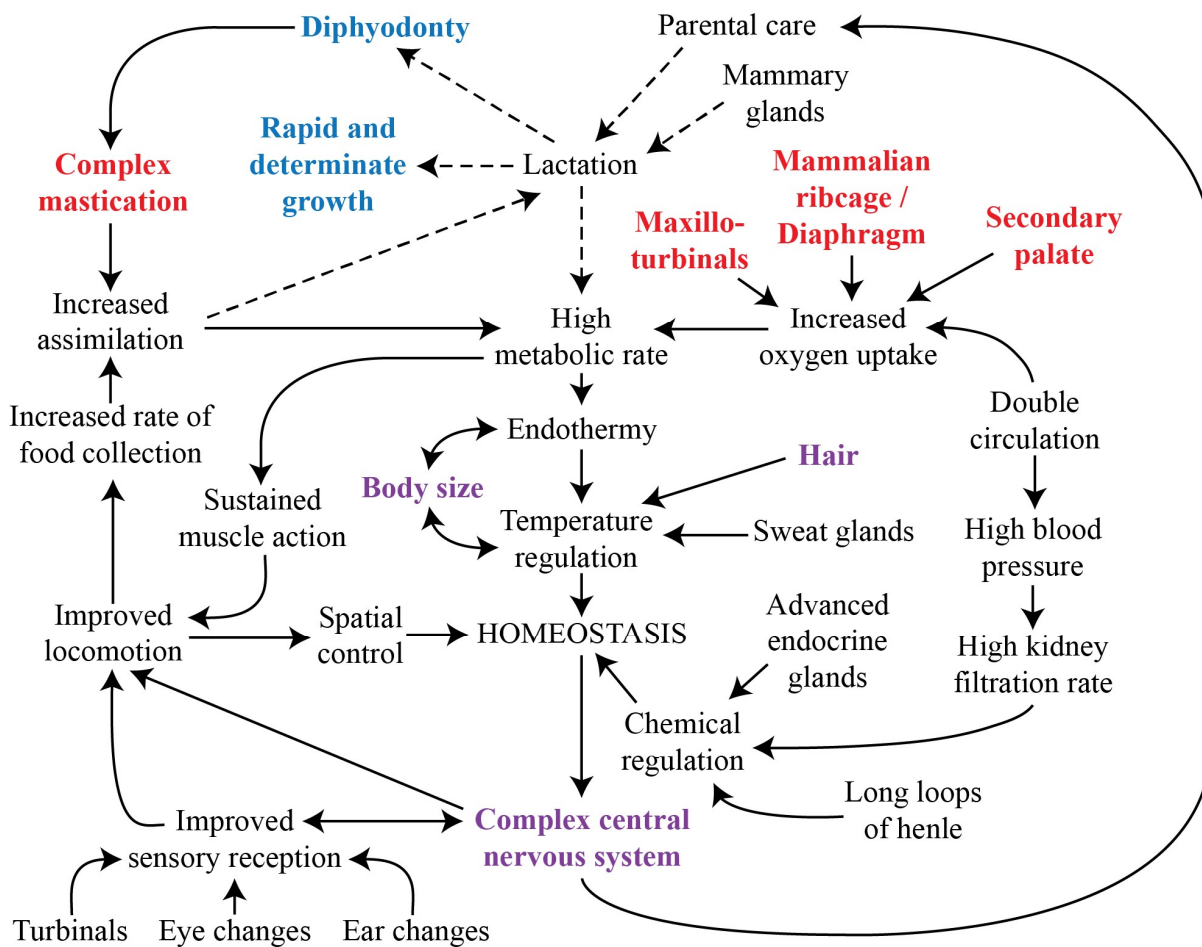 Diphyodonty
Parental care
Mammary
glands
Rapid and
determinate
growth
Lactation
Complex
mastication
Mammalian
ribcage /
Diaphragm
Maxillo-
turbinals
Secondary
palate
Increased
assimilation
High
metabolic rate
Increased
oxygen uptake
Increased rate of
food collection
Endothermy
Double
circulation
Hair
Body size
Sustained
muscle action
Temperature
regulation
Sweat glands
High blood
pressure
Improved
locomotion
Spatial
control
HOMEOSTASIS
Advanced
endocrine
glands
High kidney
filtration rate
Chemical
regulation
Long loops
of henle
Improved
sensory reception
Complex central
nervous system
Turbinals
Eye changes
Ear changes